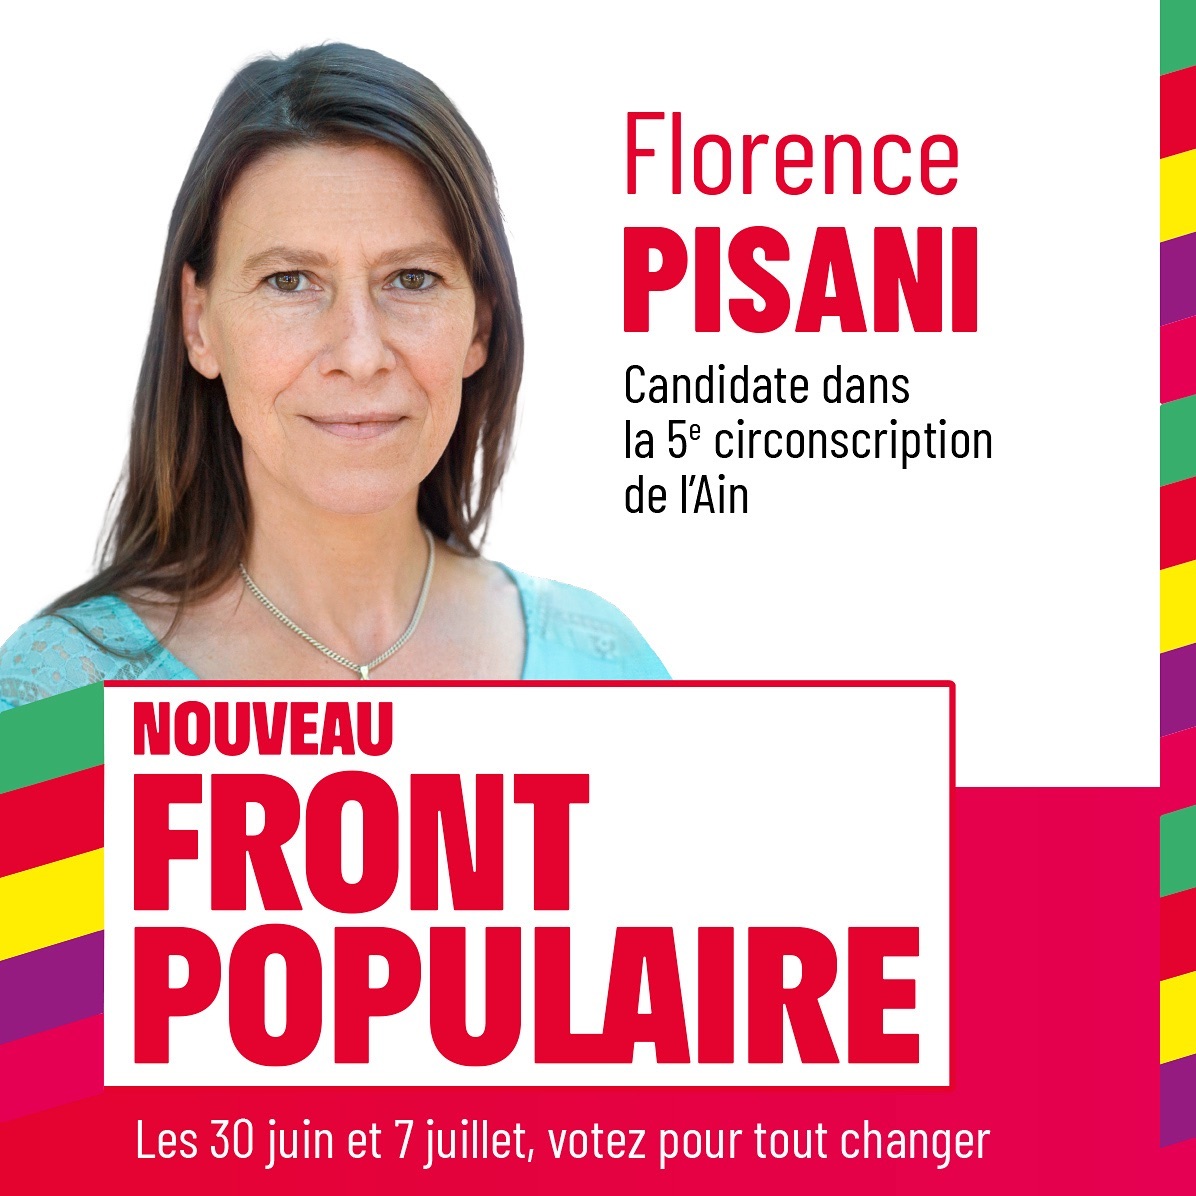 Florence
PISANI
Candidate dans
la 5e circonscription
de l'Ain
NOUVEAU
FRONT
POPULAIRE
Les 30 juin et 7 juillet, votez pour tout changer